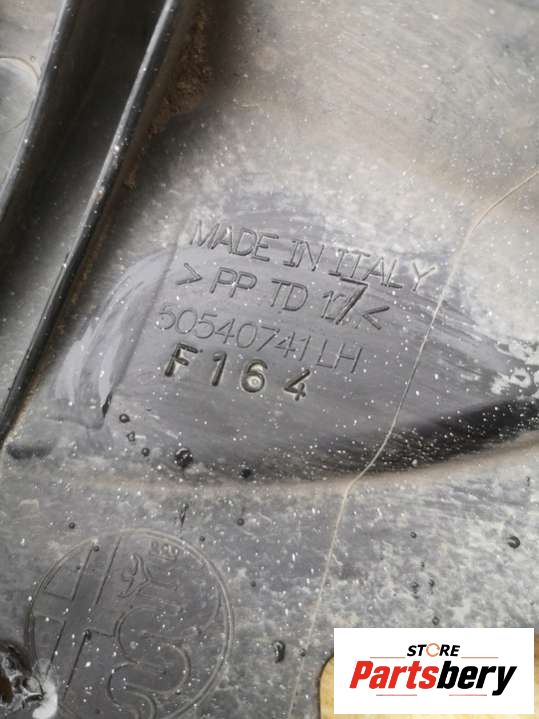 MADE IN ITALY
> PP TD 17 <
50540741 LH
F164
STORE
Partsbery